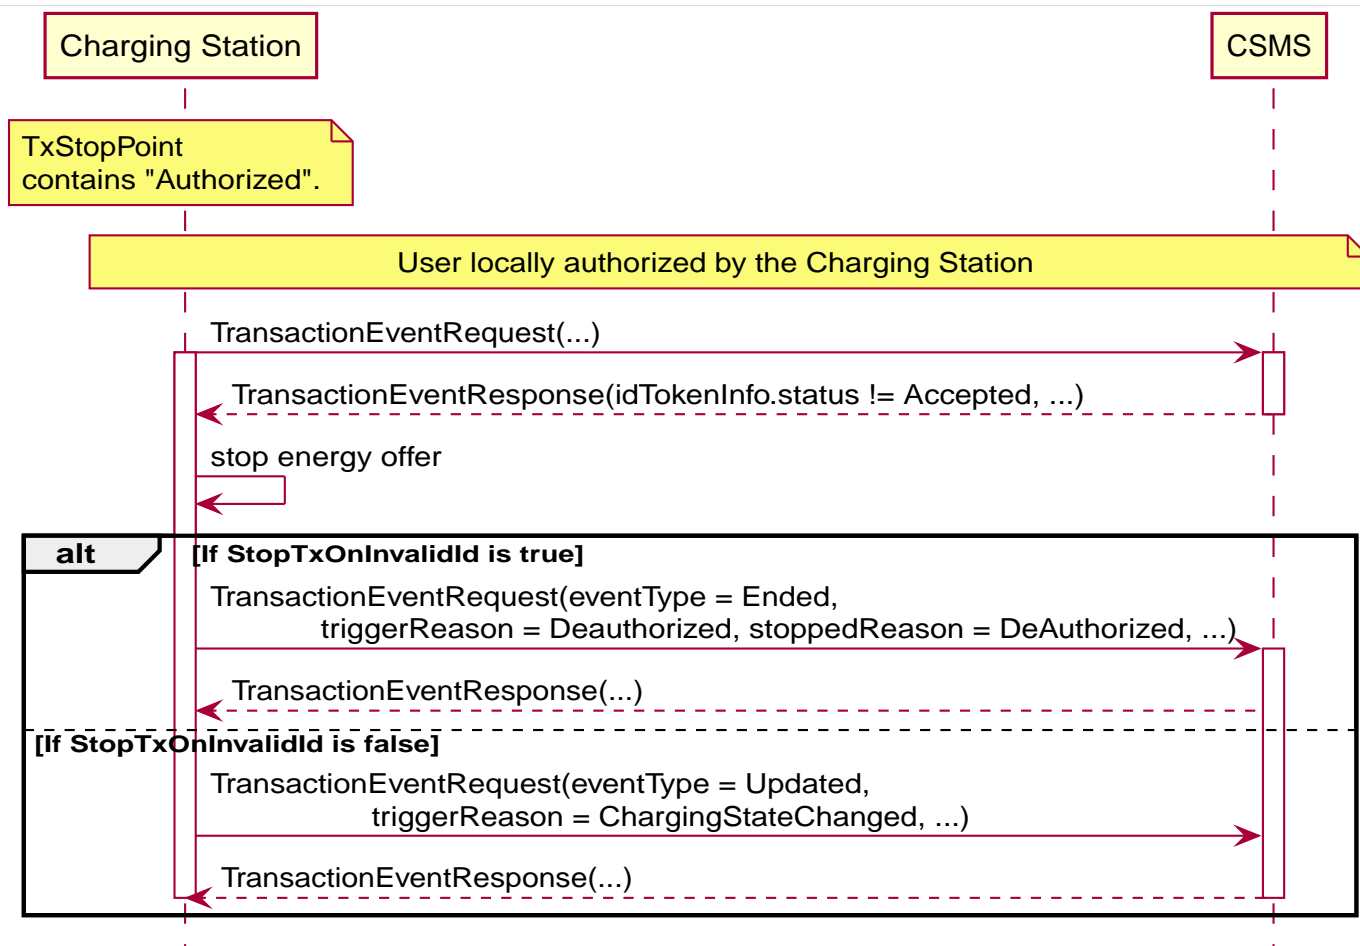 Charging Station
CSMS
TxStopPoint
contains "Authorized".
User locally authorized by the Charging Station
TransactionEventRequest(...)
TransactionEventResponse(idTokenInfo.status != Accepted, ...)
stop energy offer
alt
[If StopTxOnInvalidId is true]
TransactionEventRequest(eventType = Ended,
triggerReason = Deauthorized, stoppedReason = DeAuthorized, ...)
TransactionEventResponse(...)
[If StopTxOnInvalidId is false]
TransactionEventRequest(eventType = Updated,
triggerReason = ChargingStateChanged, ...)
TransactionEventResponse(...)